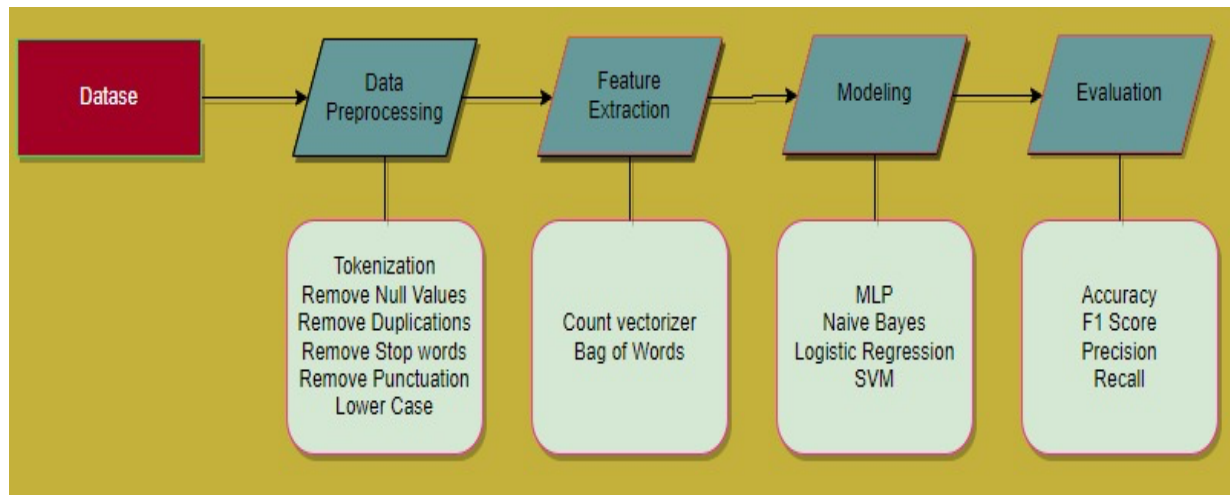 Datase
Data
Preprocessing
Feature
Extraction
Modeling
Evaluation
Tokenization
Remove Null Values
Remove Duplications
Remove Stop words
Remove Punctuation
Lower Case
Count vectorizer
Bag of Words
MLP
Naive Bayes
Logistic Regression
SVM
Accuracy
F1 Score
Precision
Recall